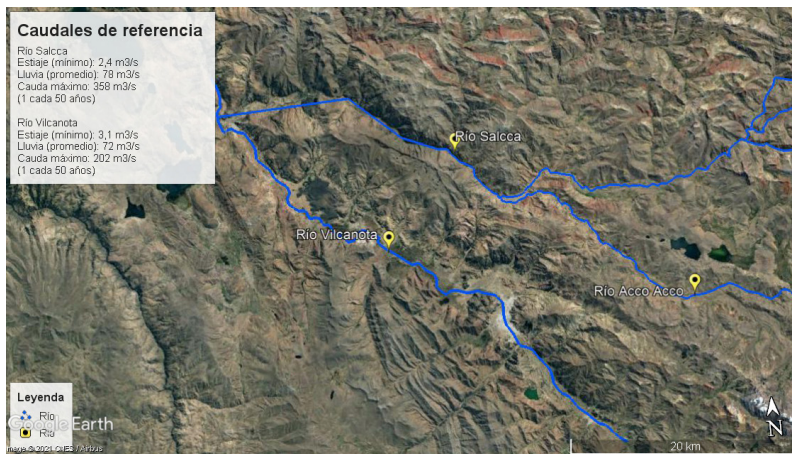 Caudales de referencia
Río Salcca
Estiaje (mínimo): 2,4 m3/s
Lluvia (promedio): 78 m3/s
Cauda máximo: 358 m3/s
(1 cada 50 años)
Río Vilcanota
Estiaje (mínimo): 3,1 m3/s
Lluvia (promedio): 72 m3/s
Cauda máximo: 202 m3/s
(1 cada 50 años)
Río Salcca
Río Vilcanota
Río Acco Acco
Leyenda
Río
Google Earth
Río
Image © 2021 CNES / Airbus
20 km
N